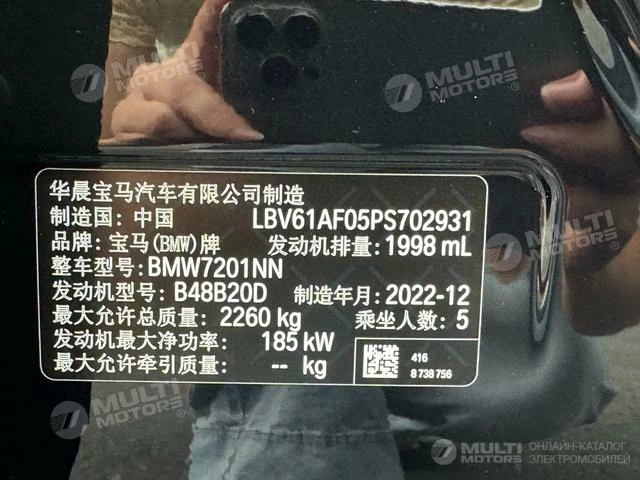 MULTI
MOTORS
MULTI
MOTORS
华晨宝马汽车有限公司制造
制造国: 中国 LBV61AF05PS702931
品牌: 宝马(BMW)牌 发动机排量: 1998 mL
整车型号: BMW7201NN
发动机型号: B48B20D 制造年月: 2022-12
最大允许总质量: 2260 kg 乘坐人数: 5
发动机最大净功率: 185 kW
最大允许牵引质量: -- kg
416
8 738 756
MULTI
MOTORS
MULTI
MOTORS
MULTI
MOTORS
ОНЛАЙН-КАТАЛОГ
ЭЛЕКТРОМОБИЛЕЙ